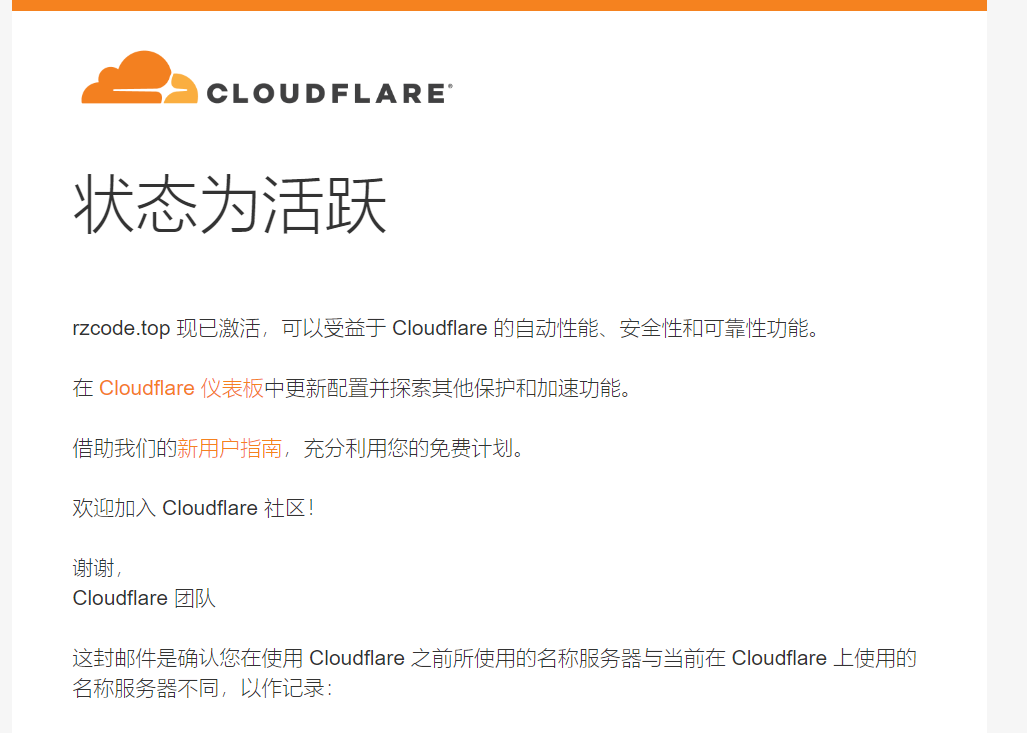 CLOUDFLARE®
状态为活跃
rzcode.top 现已激活，可以受益于 Cloudflare 的自动性能、安全性和可靠性功能。
在 Cloudflare 仪表板中更新配置并探索其他保护和加速功能。
借助我们的新用户指南，充分利用您的免费计划。
欢迎加入 Cloudflare 社区！
谢谢，
Cloudflare 团队
这封邮件是确认您在使用 Cloudflare 之前所使用的名称服务器与当前在 Cloudflare 上使用的
名称服务器不同，以作记录：